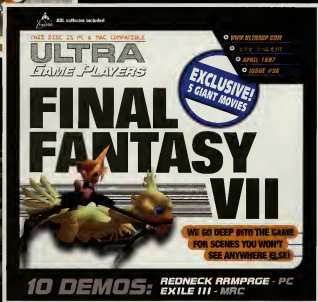 AOL software included
THIS DISC IS PC & MAC COMPATIBLE
ULTRA
GAME PLAYERS
WWW.ULTRAGP.COM
APRIL 1997
ISSUE #96
EXCLUSIVE!
5 GIANT MOVIES
FINAL
FANTASY
VII
WE GO DEEP INTO THE GAME
FOR SCENES YOU WON'T
SEE ANYWHERE ELSE!
10 DEMOS: REDNECK RAMPAGE - PC
EXILE III - MAC